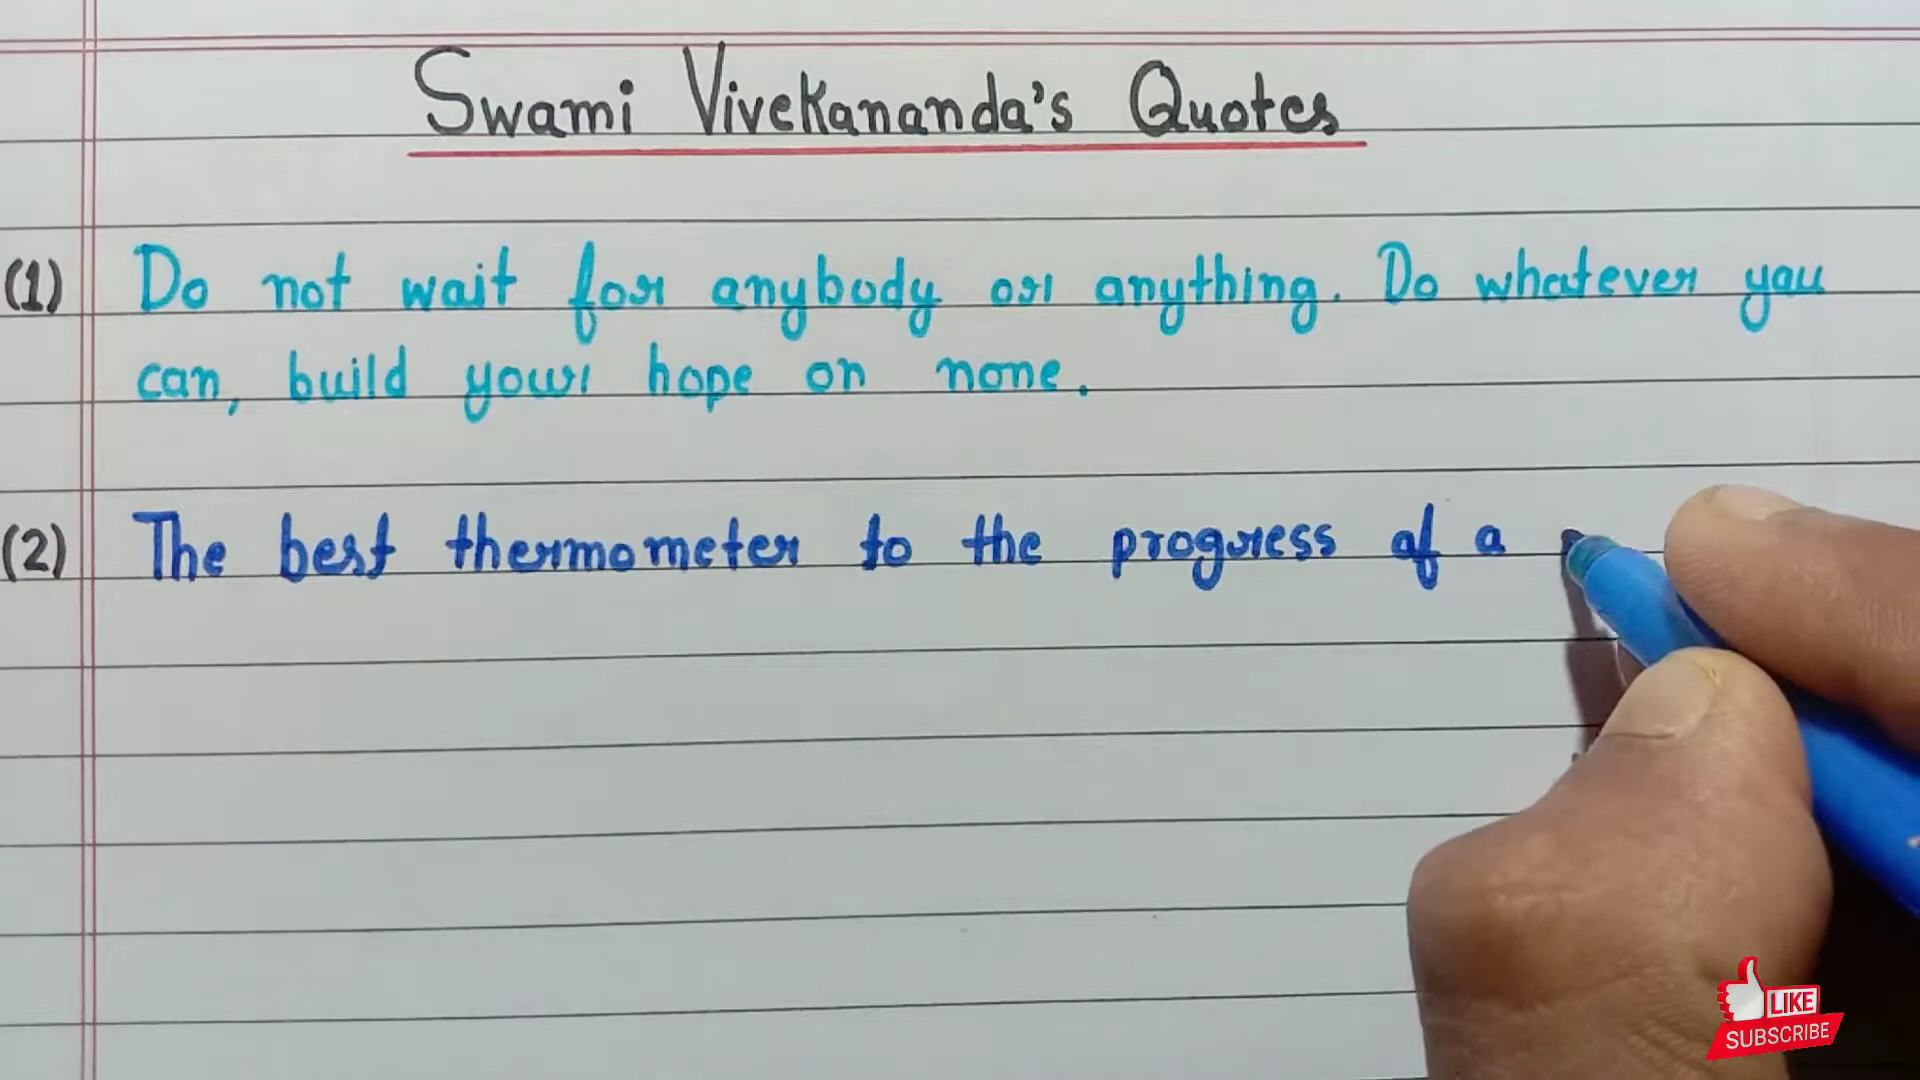 Swami Vivekananda's Quotes
(1) Do not wait for anybody or anything. Do whatever you
can, build your hope on none.
(2) The best thermometer to the progress of a
LIKE
SUBSCRIBE